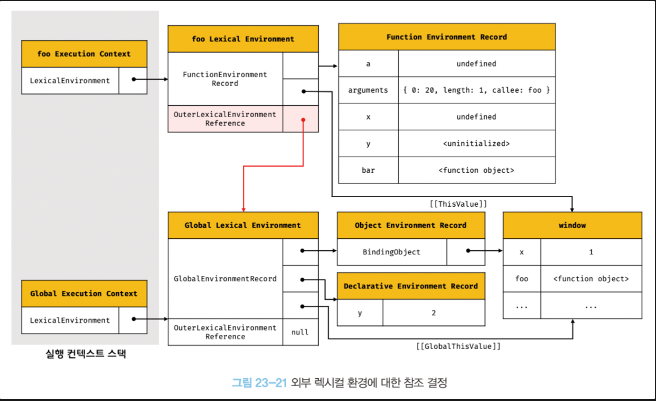 foo Execution Context
LexicalEnvironment
foo Lexical Environment
FunctionEnvironment
Record
OuterLexicalEnvironment
Reference
Function Environment Record
a undefined
arguments { 0: 20, length: 1, callee: foo }
x undefined
y <uninitialized>
bar <function object>
[[ThisValue]]
Global Execution Context
LexicalEnvironment
Global Lexical Environment
GlobalEnvironmentRecord
OuterLexicalEnvironment
Reference
null
Object Environment Record
BindingObject
Declarative Environment Record
y 2
window
x 1
foo <function object>
... ...
[[GlobalThisValue]]
실행 컨텍스트 스택
그림 23-21 외부 렉시컬 환경에 대한 참조 결정